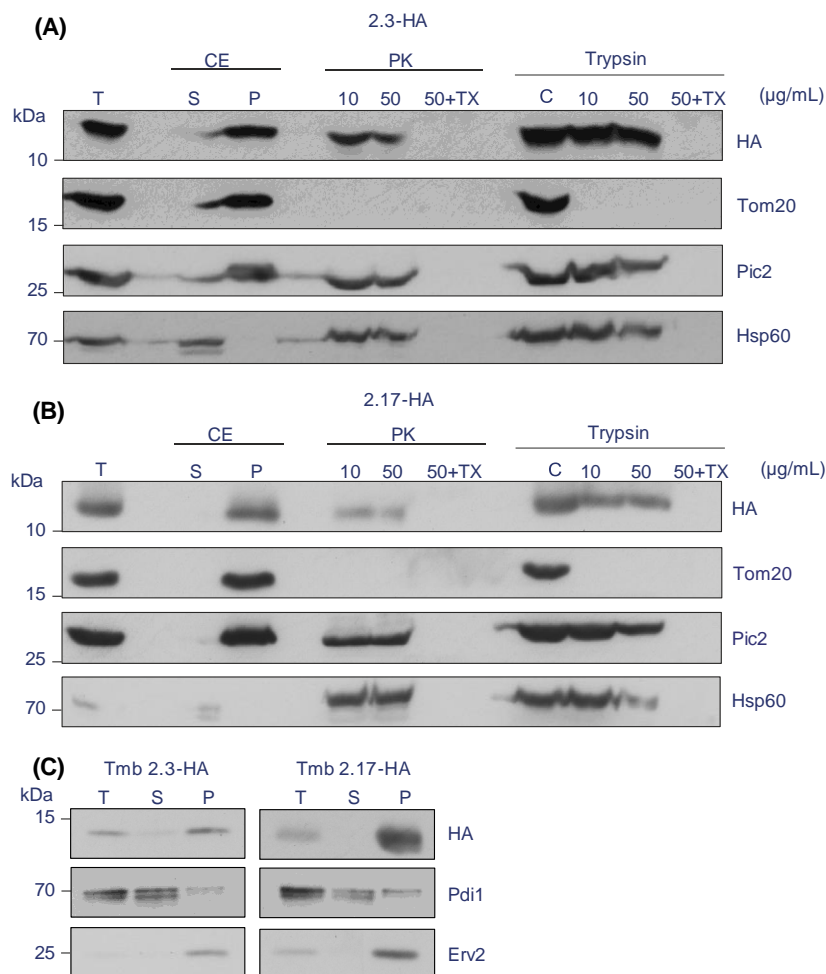 (A)
2.3-HA
CE PK Trypsin
T S P 10 50 50+TX C 10 50 50+TX (µg/mL)
kDa
HA
10
Tom20
15
Pic2
25
70 Hsp60
(B)
2.17-HA
CE PK Trypsin
T S P 10 50 50+TX C 10 50 50+TX (µg/mL)
kDa
HA
10
Tom20
15
Pic2
25
70 Hsp60
(C)
Tmb 2.3-HA Tmb 2.17-HA
kDa T S P T S P
15
HA
70 Pdi1
25 Erv2